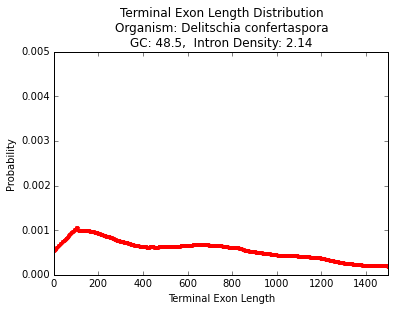 Terminal Exon Length Distribution
Organism: Delitschia confertaspora
GC: 48.5,  Intron Density: 2.14
0.005
0.004
0.003
0.002
0.001
0.000
Probability
0
200
400
600
800
1000
1200
1400
Terminal Exon Length